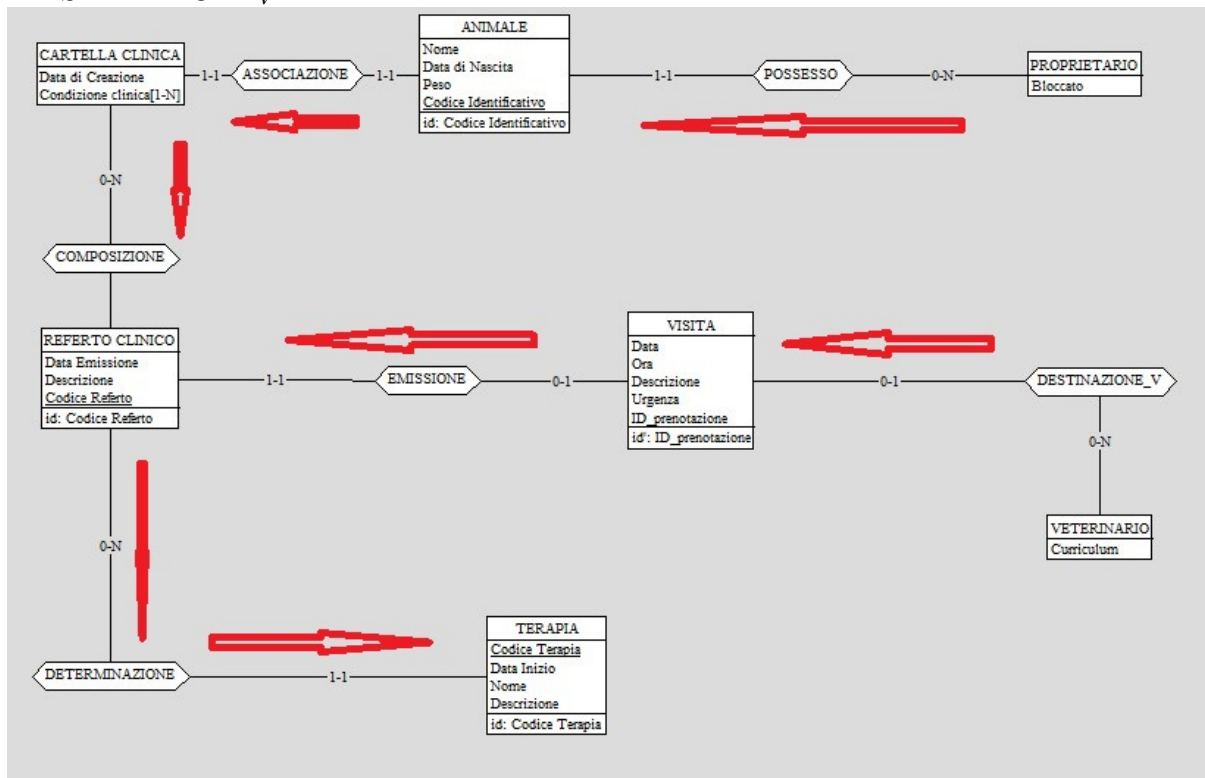 CARTELLA CLINICA
Data di Creazione
Condizione clinica[1-N]
1-1
ASSOCIAZIONE
1-1
ANIMALE
Nome
Data di Nascita
Peso
Codice Identificativo
id: Codice Identificativo
1-1
POSSESSO
0-N
PROPRIETARIO
Bloccato
0-N
COMPOSIZIONE
REFERTO CLINICO
Data Emissione
Descrizione
Codice Referto
id: Codice Referto
1-1
EMISSIONE
0-1
VISITA
Data
Ora
Descrizione
Urgenza
ID_prenotazione
id': ID_prenotazione
0-1
DESTINAZIONE_V
0-N
VETERINARIO
Curriculum
0-N
DETERMINAZIONE
1-1
TERAPIA
Codice Terapia
Data Inizio
Nome
Descrizione
id: Codice Terapia